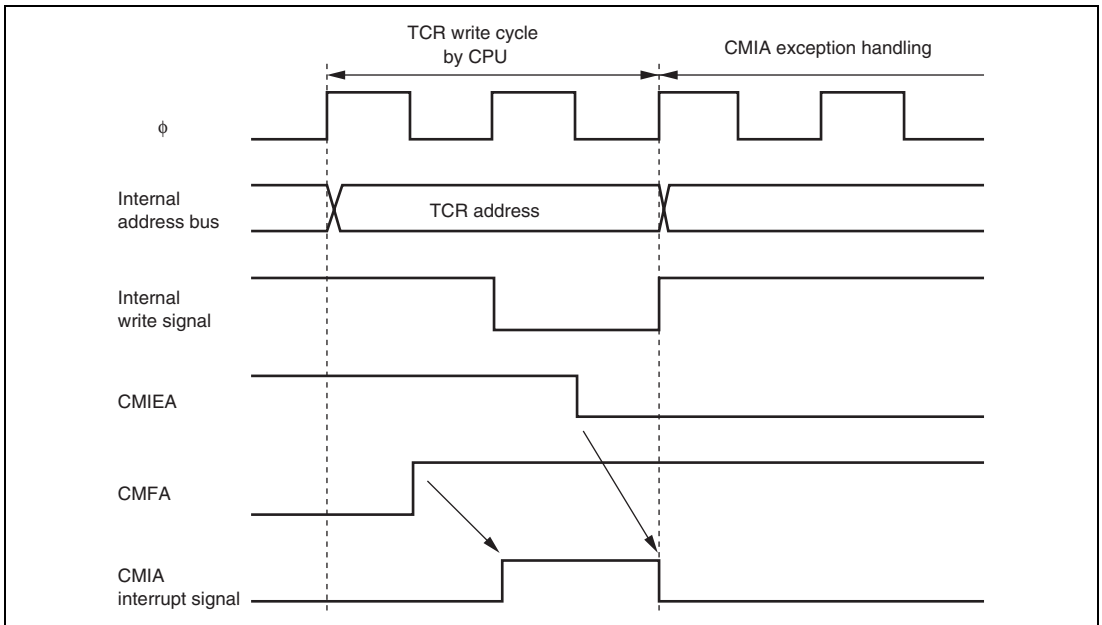 TCR write cycle
by CPU
CMIA exception handling
ϕ
Internal
address bus
TCR address
Internal
write signal
CMIEA
CMFA
CMIA
interrupt signal